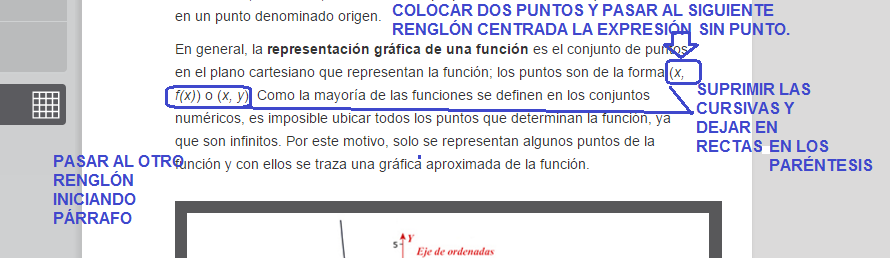 en un punto denominado origen.
COLOCAR DOS PUNTOS Y PASAR AL SIGUIENTE
RENGLÓN CENTRADA LA EXPRESIÓN SIN PUNTO.
En general, la representación gráfica de una función es el conjunto de puntos
en el plano cartesiano que representan la función; los puntos son de la forma (x,
f(x)) o (x, y). Como la mayoría de las funciones se definen en los conjuntos
numéricos, es imposible ubicar todos los puntos que determinan la función, ya
que son infinitos. Por este motivo, solo se representan algunos puntos de la
función y con ellos se traza una gráfica aproximada de la función.
SUPRIMIR LAS
CURSIVAS Y
DEJAR EN
RECTAS EN LOS
PARÉNTESIS
PASAR AL OTRO
RENGLÓN
INICIANDO
PÁRRAFO
5
Y
Eje de ordenadas